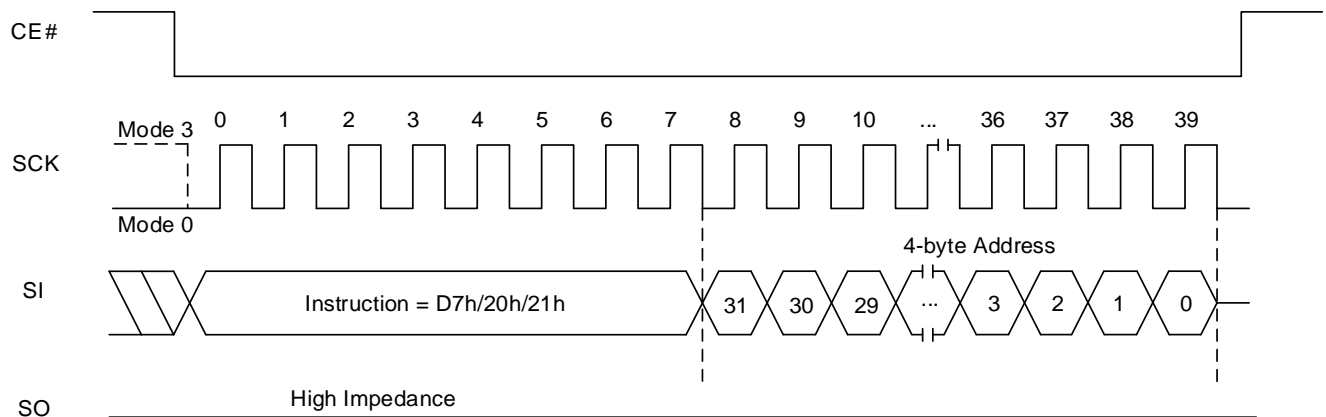 CE#
0 1 2 3 4 5 6 7 8 9 10 ... 36 37 38 39
Mode 3
SCK
Mode 0
4-byte Address
SI
Instruction = D7h/20h/21h
31 30 29 ... 3 2 1 0
High Impedance
SO